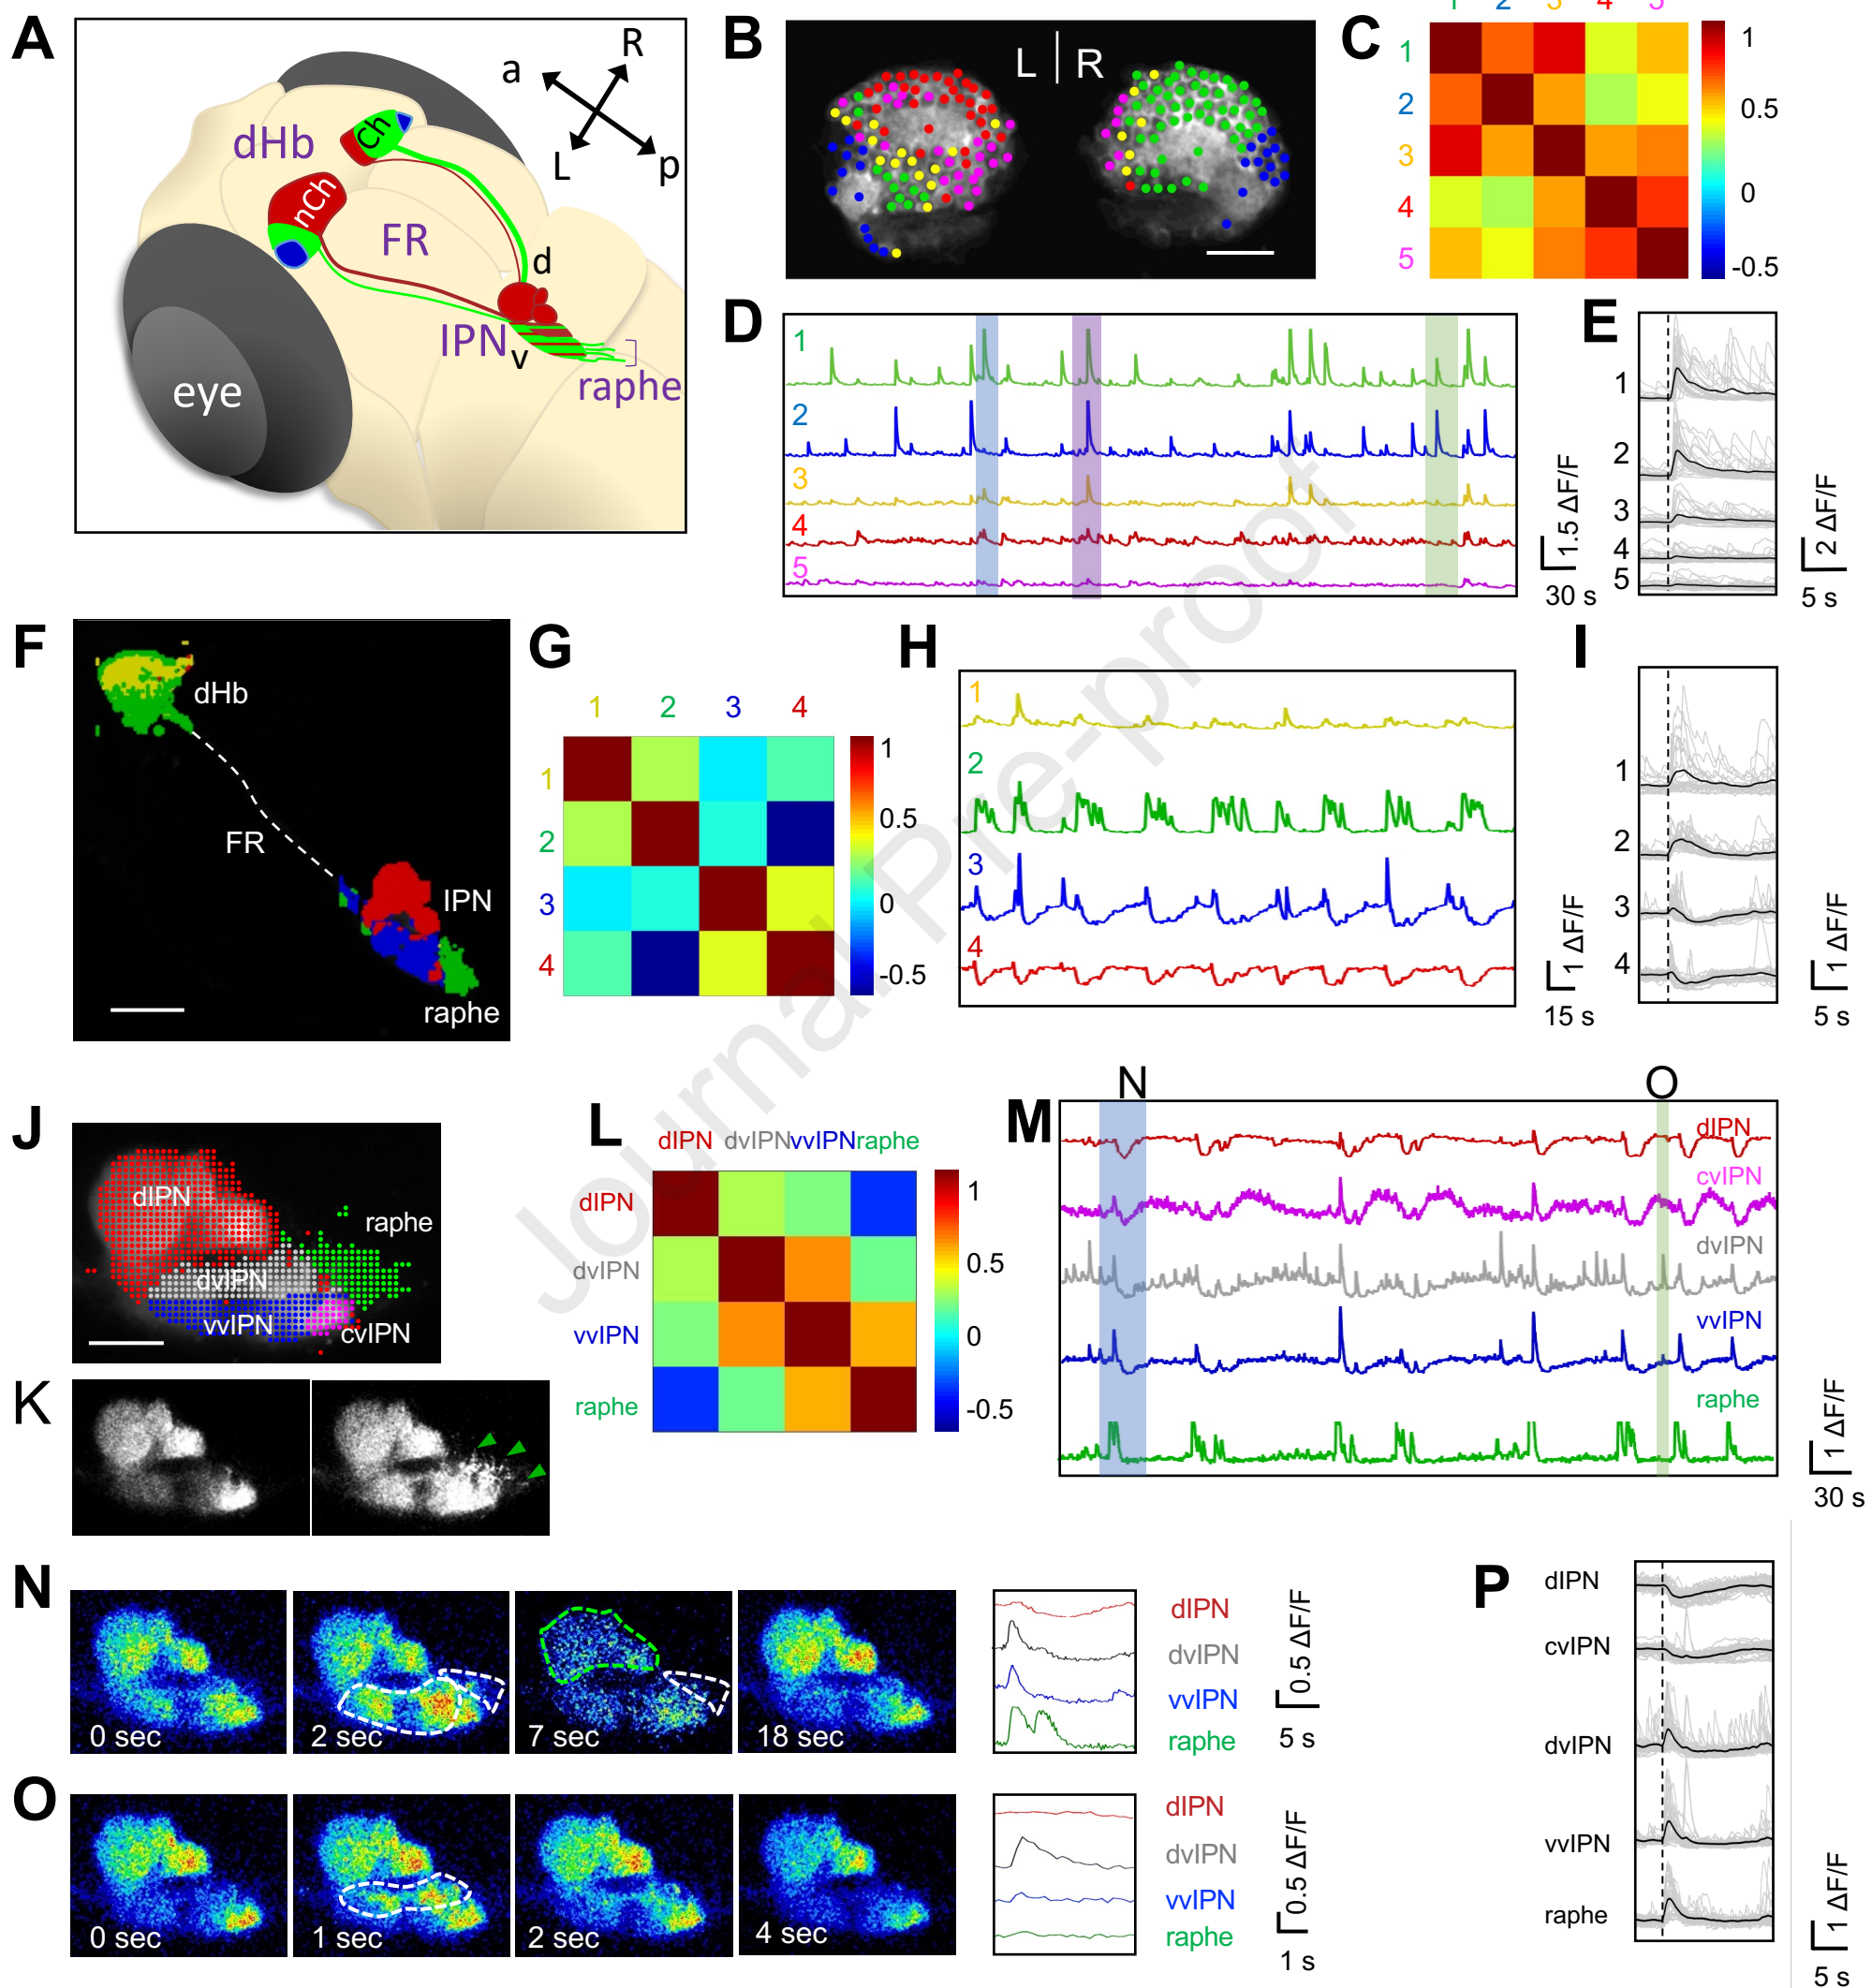 A
R
a
dHb
Ch
L
p
nCh
FR
d
IPN
v
eye
raphe
B
L
R
C
1 2 3 4 5
1
2
3
4
5
1
0.5
0
-0.5
D
1
2
3
4
5
1.5 ΔF/F
30 s
E
1
2
3
4
5
2 ΔF/F
5 s
F
dHb
FR
IPN
raphe
G
1 2 3 4
1
2
3
4
1
0.5
0
-0.5
H
1
2
3
4
1 ΔF/F
15 s
I
1
2
3
4
1 ΔF/F
5 s
J
dIPN
raphe
dvIPN
vvIPN
cvIPN
K
L
dIPN dvIPN vvIPN raphe
dIPN
dvIPN
vvIPN
raphe
1
0.5
0
-0.5
M
N
O
dIPN
cvIPN
dvIPN
vvIPN
raphe
1 ΔF/F
30 s
N
0 sec
2 sec
7 sec
18 sec
dIPN
dvIPN
vvIPN
raphe
0.5 ΔF/F
5 s
O
0 sec
1 sec
2 sec
4 sec
dIPN
dvIPN
vvIPN
raphe
0.5 ΔF/F
1 s
P
dIPN
cvIPN
dvIPN
vvIPN
raphe
1 ΔF/F
5 s
Journal Pre-proof